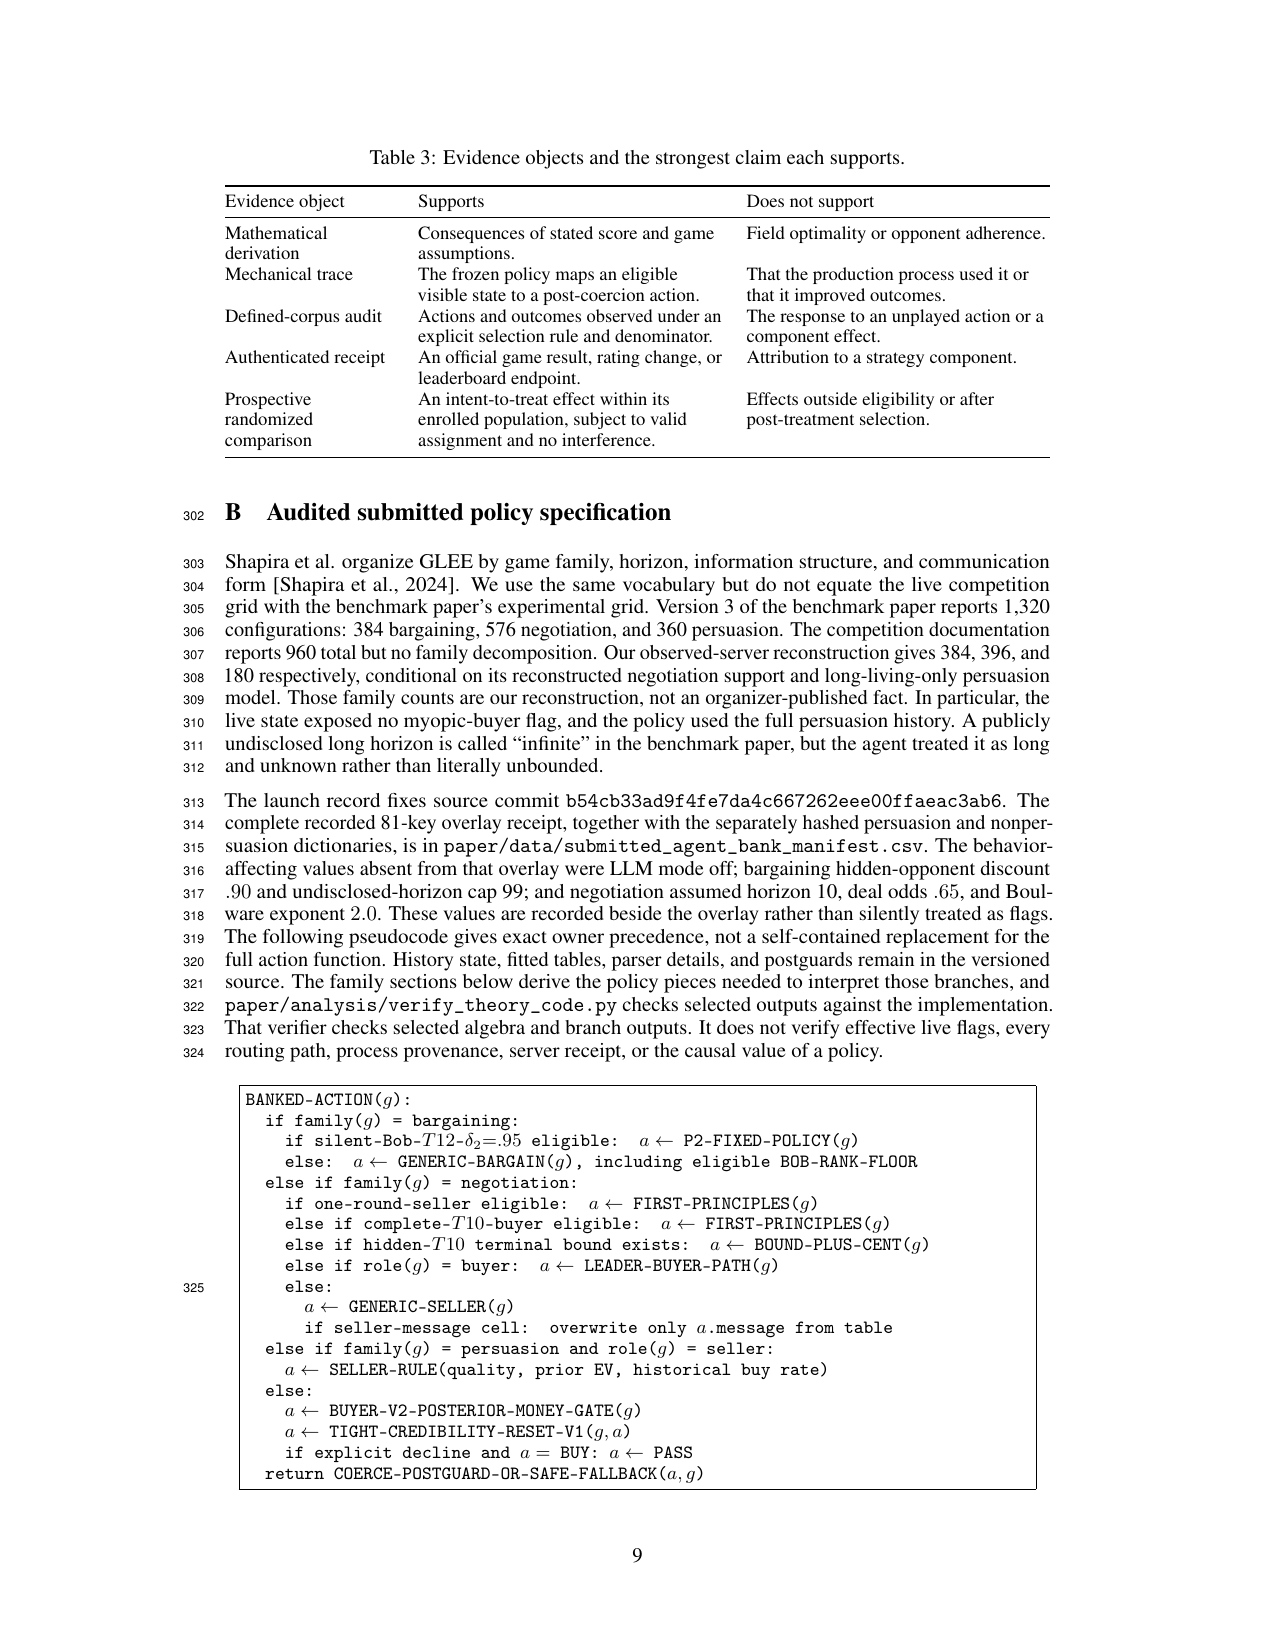 Table 3: Evidence objects and the strongest claim each supports.
Evidence object Supports Does not support
Mathematical derivation Consequences of stated score and game assumptions. Field optimality or opponent adherence.
Mechanical trace The frozen policy maps an eligible visible state to a post-coercion action. That the production process used it or that it improved outcomes.
Defined-corpus audit Actions and outcomes observed under an explicit selection rule and denominator. The response to an unplayed action or a component effect.
Authenticated receipt An official game result, rating change, or leaderboard endpoint. Attribution to a strategy component.
Prospective randomized comparison An intent-to-treat effect within its enrolled population, subject to valid assignment and no interference. Effects outside eligibility or after post-treatment selection.
302 B Audited submitted policy specification
303 Shapira et al. organize GLEE by game family, horizon, information structure, and communication
304 form [Shapira et al., 2024]. We use the same vocabulary but do not equate the live competition
305 grid with the benchmark paper's experimental grid. Version 3 of the benchmark paper reports 1,320
306 configurations: 384 bargaining, 576 negotiation, and 360 persuasion. The competition documentation
307 reports 960 total but no family decomposition. Our observed-server reconstruction gives 384, 396, and
308 180 respectively, conditional on its reconstructed negotiation support and long-living-only persuasion
309 model. Those family counts are our reconstruction, not an organizer-published fact. In particular, the
310 live state exposed no myopic-buyer flag, and the policy used the full persuasion history. A publicly
311 undisclosed long horizon is called “infinite” in the benchmark paper, but the agent treated it as long
312 and unknown rather than literally unbounded.
313 The launch record fixes source commit b54cb33ad9f4fe7da4c667262eee00ffaeac3ab6. The
314 complete recorded 81-key overlay receipt, together with the separately hashed persuasion and nonper-
315 suasion dictionaries, is in paper/data/submitted_agent_bank_manifest.csv. The behavior-
316 affecting values absent from that overlay were LLM mode off; bargaining hidden-opponent discount
317 .90 and undisclosed-horizon cap 99; and negotiation assumed horizon 10, deal odds .65, and Boul-
318 ware exponent 2.0. These values are recorded beside the overlay rather than silently treated as flags.
319 The following pseudocode gives exact owner precedence, not a self-contained replacement for the
320 full action function. History state, fitted tables, parser details, and postguards remain in the versioned
321 source. The family sections below derive the policy pieces needed to interpret those branches, and
322 paper/analysis/verify_theory_code.py checks selected outputs against the implementation.
323 That verifier checks selected algebra and branch outputs. It does not verify effective live flags, every
324 routing path, process provenance, server receipt, or the causal value of a policy.
BANKED-ACTION(g):
if family(g) = bargaining:
if silent-Bob-T12-δ₂=.95 eligible: a ← P2-FIXED-POLICY(g)
else: a ← GENERIC-BARGAIN(g), including eligible BOB-RANK-FLOOR
else if family(g) = negotiation:
if one-round-seller eligible: a ← FIRST-PRINCIPLES(g)
else if complete-T10-buyer eligible: a ← FIRST-PRINCIPLES(g)
else if hidden-T10 terminal bound exists: a ← BOUND-PLUS-CENT(g)
else if role(g) = buyer: a ← LEADER-BUYER-PATH(g)
325 else:
a ← GENERIC-SELLER(g)
if seller-message cell: overwrite only a.message from table
else if family(g) = persuasion and role(g) = seller:
a ← SELLER-RULE(quality, prior EV, historical buy rate)
else:
a ← BUYER-V2-POSTERIOR-MONEY-GATE(g)
a ← TIGHT-CREDIBILITY-RESET-V1(g, a)
if explicit decline and a = BUY: a ← PASS
return COERCE-POSTGUARD-OR-SAFE-FALLBACK(a, g)
9